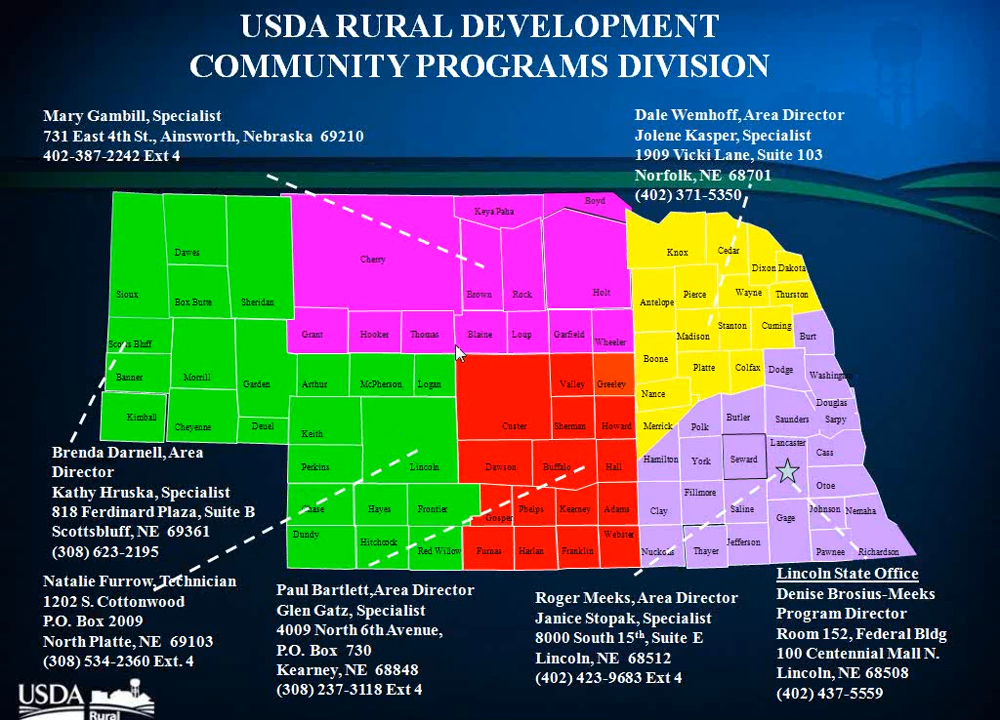 USDA RURAL DEVELOPMENT
COMMUNITY PROGRAMS DIVISION
Mary Gambill, Specialist
731 East 4th St., Ainsworth, Nebraska 69210
402-387-2242 Ext 4
Dale Wemhoff, Area Director
Jolene Kasper, Specialist
1909 Vicki Lane, Suite 103
Norfolk, NE 68701
(402) 371-5350
Boyd
Keya Paha
Knox
Cedar
Dawes
Cherry
Dixon
Dakota
Sioux
Box Butte
Sheridan
Brown
Rock
Holt
Antelope
Pierce
Wayne
Thurston
Grant
Hooker
Thomas
Blaine
Loup
Garfield
Wheeler
Madison
Stanton
Cuming
Burt
Scotts Bluff
Banner
Morrill
Garden
Arthur
McPherson
Logan
Valley
Greeley
Boone
Platte
Colfax
Dodge
Washington
Nance
Kimball
Cheyenne
Deuel
Keith
Custer
Sherman
Howard
Merrick
Polk
Butler
Saunders
Douglas
Sarpy
Perkins
Lincoln
Dawson
Buffalo
Hall
Hamilton
York
Seward
Lancaster
Cass
Otoe
Chase
Hayes
Frontier
Gosper
Phelps
Kearney
Adams
Clay
Fillmore
Saline
Gage
Johnson
Nemaha
Dundy
Hitchcock
Red Willow
Furnas
Harlan
Franklin
Webster
Nuckolls
Thayer
Jefferson
Pawnee
Richardson
Brenda Darnell, Area
Director
Kathy Hruska, Specialist
818 Ferdinard Plaza, Suite B
Scottsbluff, NE 69361
(308) 623-2195
Natalie Furrow, Technician
1202 S. Cottonwood
P.O. Box 2009
North Platte, NE 69103
(308) 534-2360 Ext. 4
Paul Bartlett,Area Director
Glen Gatz, Specialist
4009 North 6th Avenue,
P.O. Box 730
Kearney, NE 68848
(308) 237-3118 Ext 4
Roger Meeks, Area Director
Janice Stopak, Specialist
8000 South 15th, Suite E
Lincoln, NE 68512
(402) 423-9683 Ext 4
Lincoln State Office
Denise Brosius-Meeks
Program Director
Room 152, Federal Bldg
100 Centennial Mall N.
Lincoln, NE 68508
(402) 437-5559
USDA
Rural